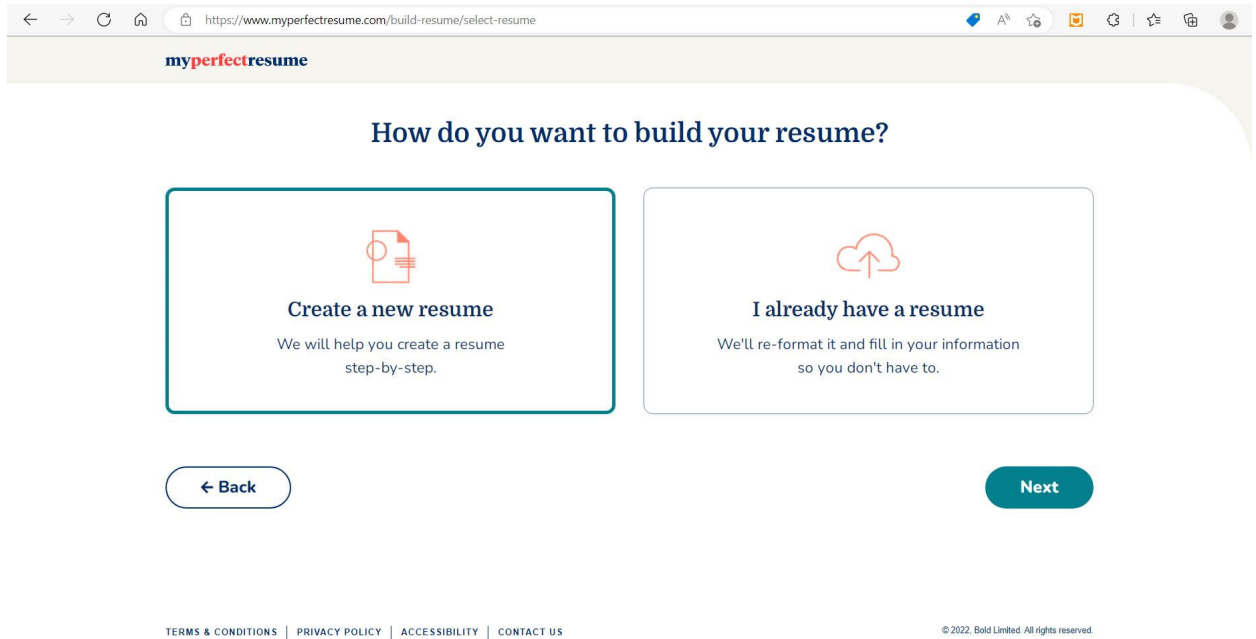 https://www.myperfectresume.com/build-resume/select-resume
myperfectresume
How do you want to build your resume?
Create a new resume
We will help you create a resume
step-by-step.
I already have a resume
We'll re-format it and fill in your information
so you don't have to.
← Back
Next
TERMS & CONDITIONS | PRIVACY POLICY | ACCESSIBILITY | CONTACT US
© 2022, Bold Limited. All rights reserved.